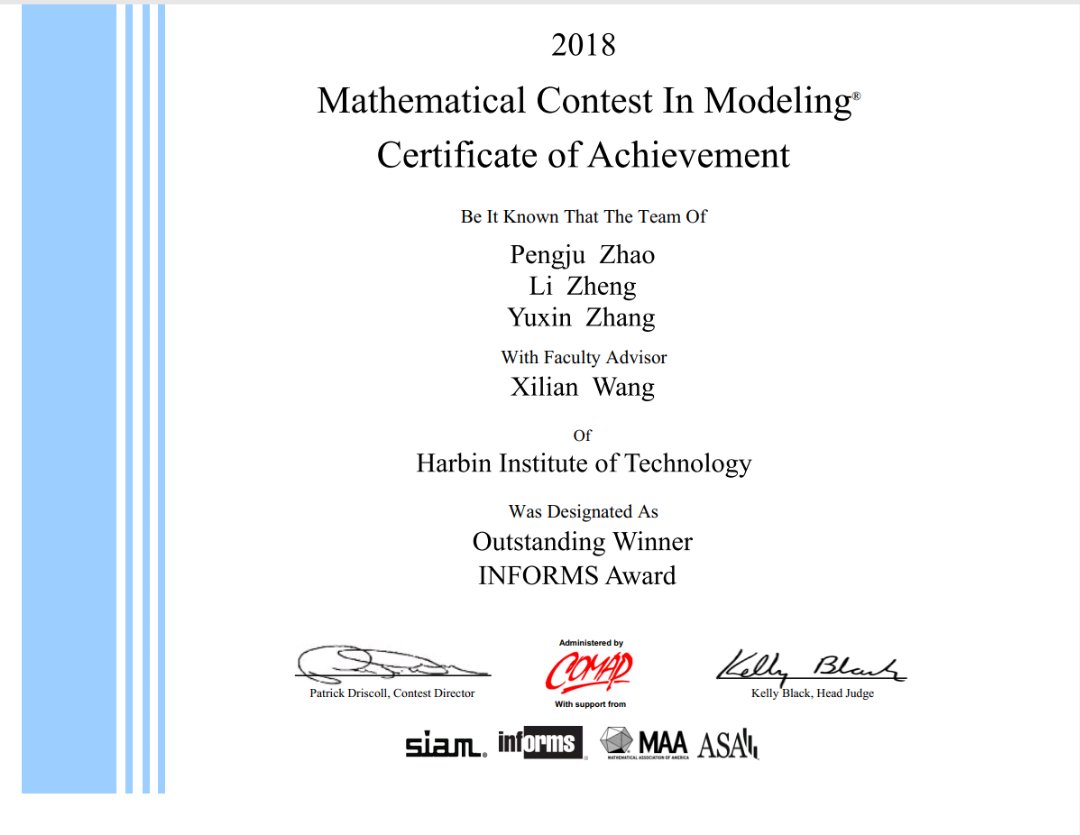 2018
Mathematical Contest In Modeling®
Certificate of Achievement
Be It Known That The Team Of
Pengju Zhao
Li Zheng
Yuxin Zhang
With Faculty Advisor
Xilian Wang
Of
Harbin Institute of Technology
Was Designated As
Outstanding Winner
INFORMS Award
Administered by
COMAP
Kelly Black
Patrick Driscoll, Contest Director
Kelly Black, Head Judge
With support from
siam.
informs
MAA
MATHEMATICAL ASSOCIATION OF AMERICA
ASA